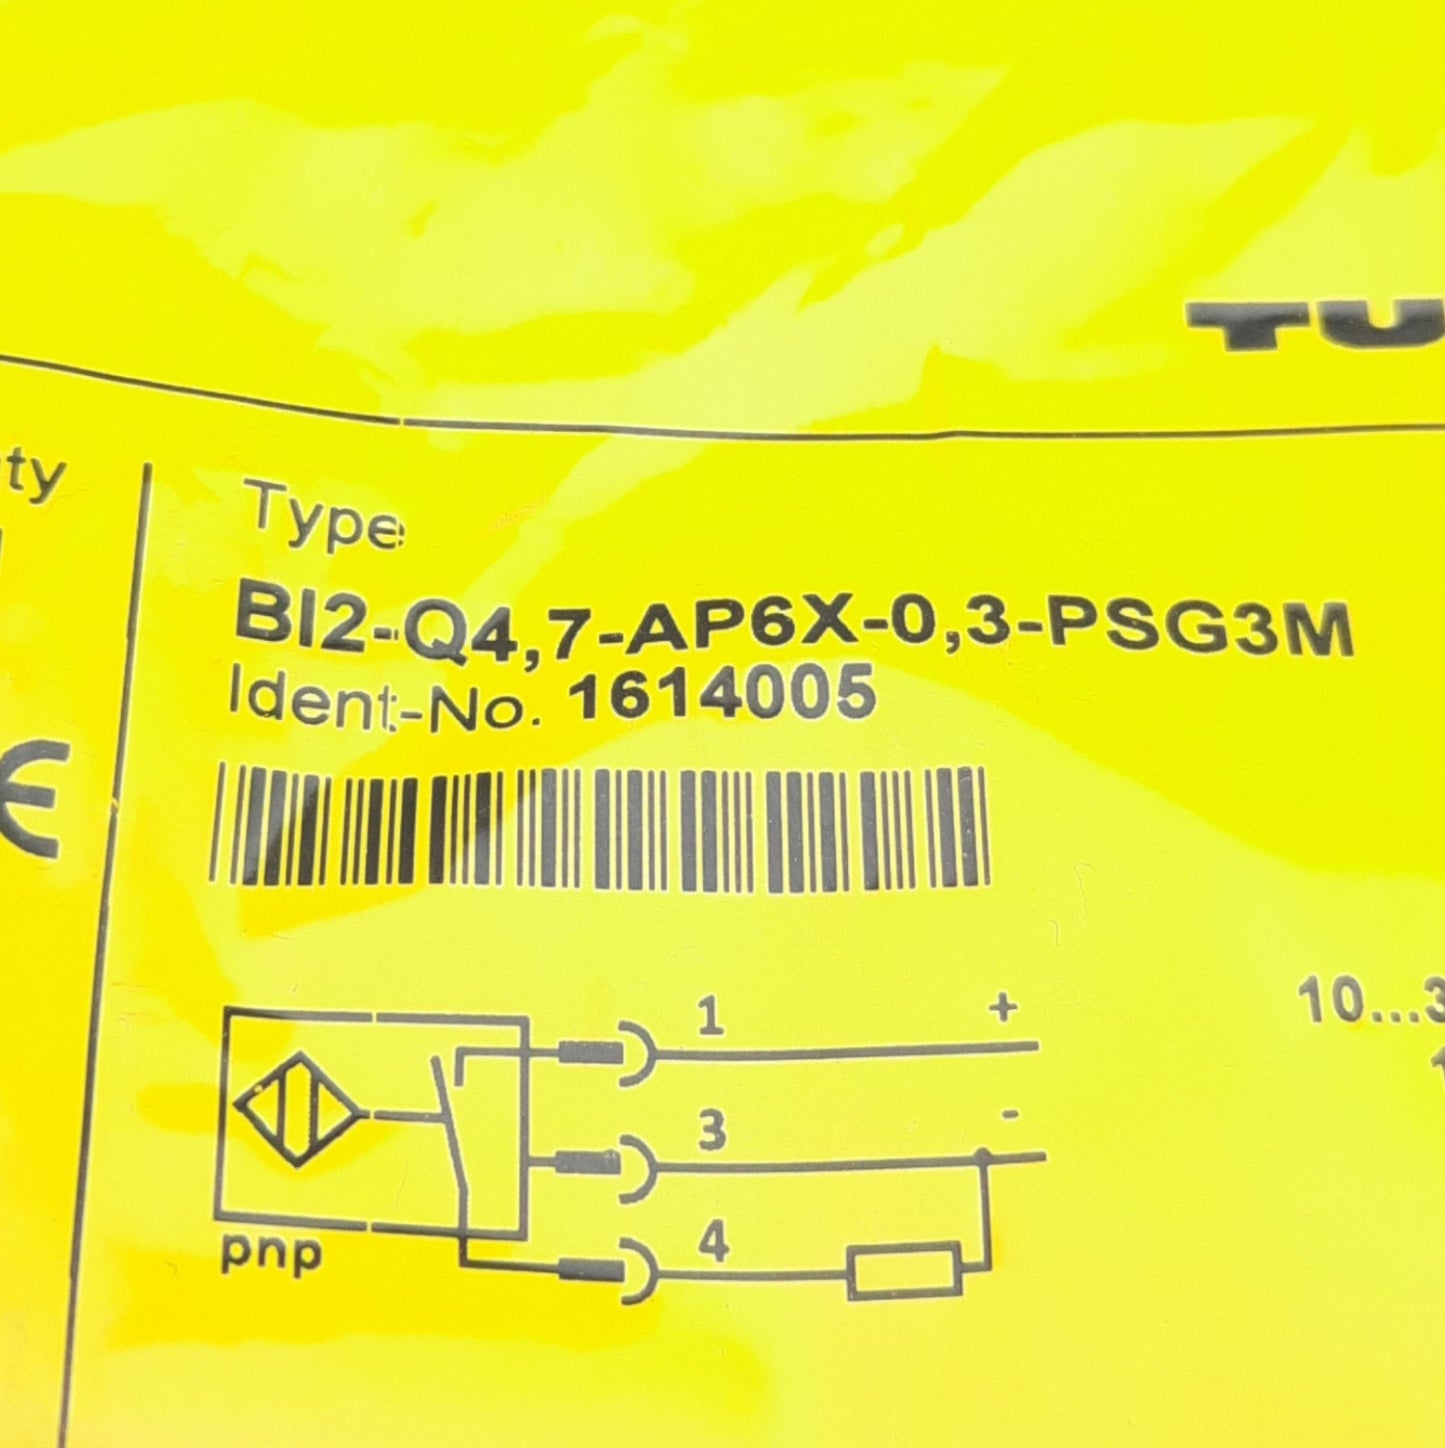 TU
ty
Type
BI2-Q4,7-AP6X-0,3-PSG3M
Ident-No. 1614005
CE
10...3
1 +
3 -
4
pnp